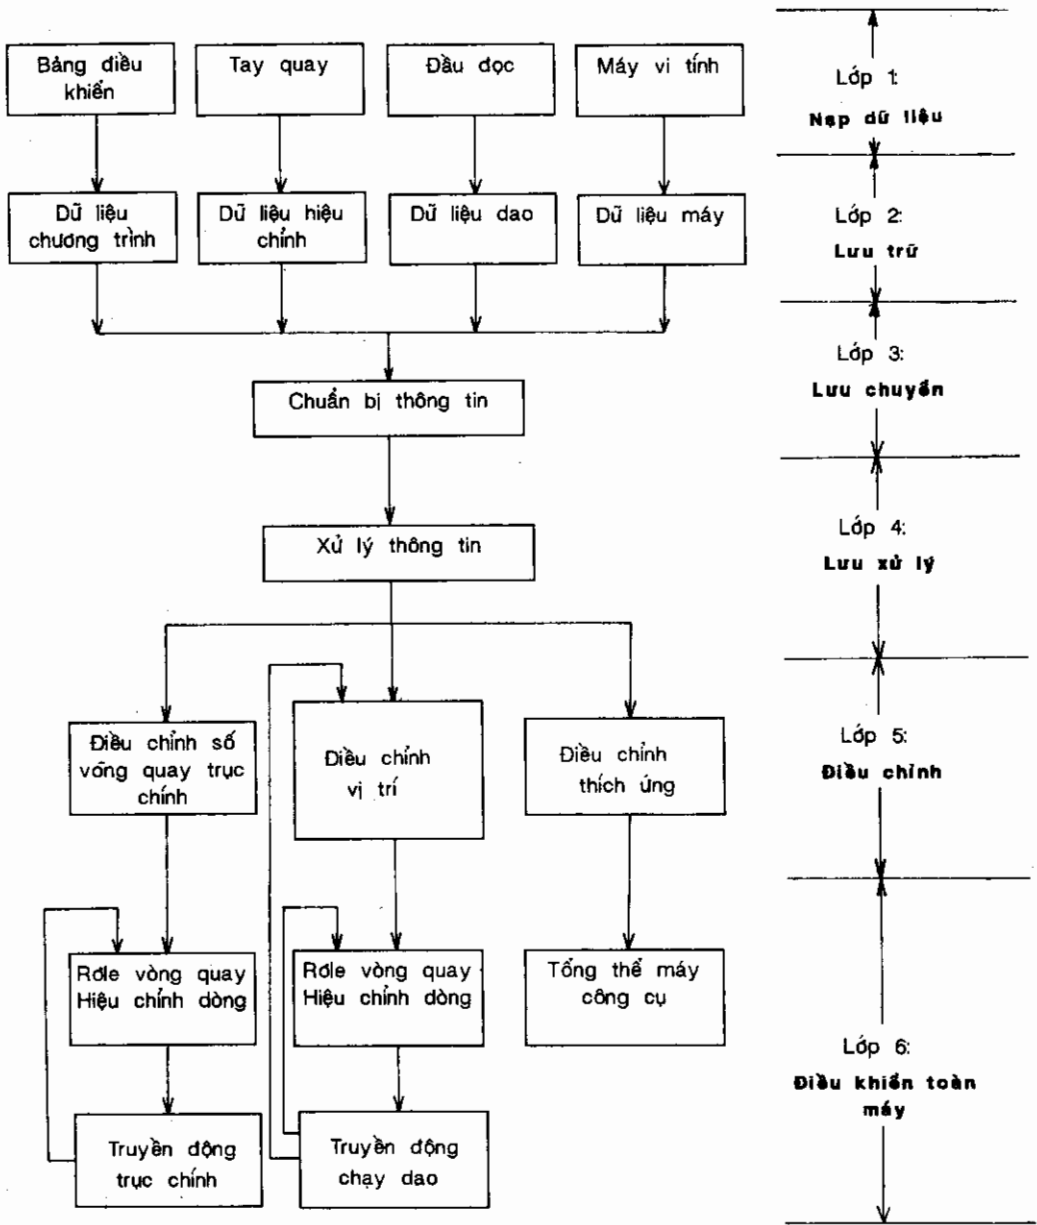 Bảng điều
khiển
Tay quay
Đầu đọc
Máy vi tính
Lớp 1:
Nạp dữ liệu
Dữ liệu
chương trình
Dữ liệu hiệu
chỉnh
Dữ liệu dao
Dữ liệu máy
Lớp 2:
Lưu trữ
Lớp 3:
Lưu chuyển
Chuẩn bị thông tin
Lớp 4:
Lưu xử lý
Xử lý thông tin
Điều chỉnh số
vōng quay trục
chính
Điều chỉnh
vị trí
Điều chỉnh
thích ứng
Lớp 5:
Điều chỉnh
Rơle vòng quay
Hiệu chỉnh dòng
Rơle vòng quay
Hiệu chỉnh dòng
Tổng thể máy
công cụ
Lớp 6:
Điều khiển toàn
máy
Truyền động
trục chính
Truyền động
chạy dao